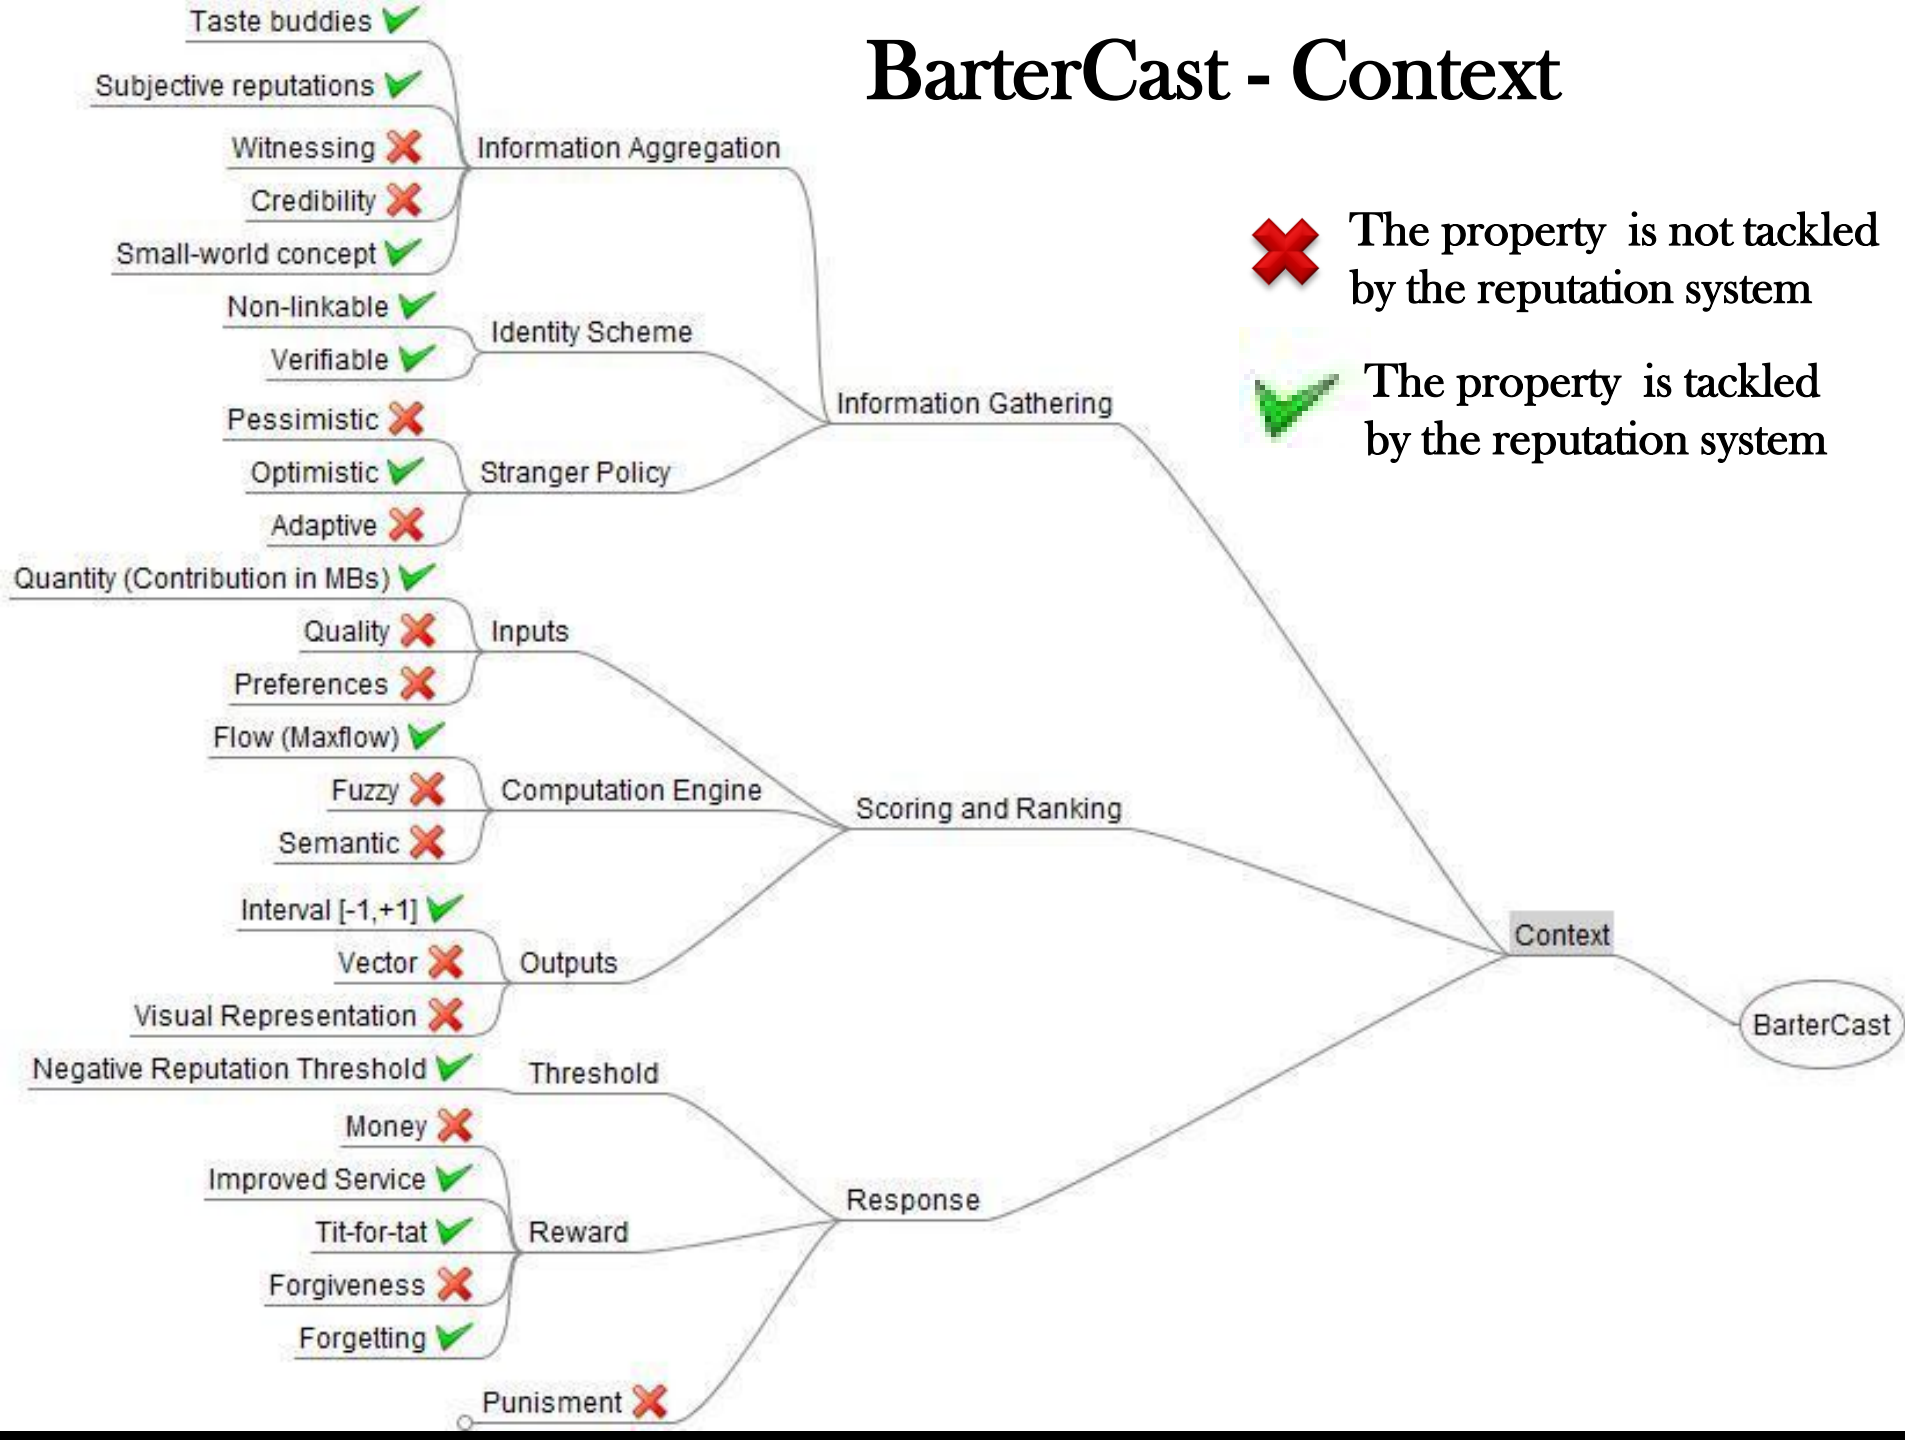 BarterCast - Context
Taste buddies
Subjective reputations
Witnessing
Credibility
Small-world concept
Information Aggregation
Non-linkable
Verifiable
Identity Scheme
Pessimistic
Optimistic
Adaptive
Stranger Policy
Information Gathering
Quantity (Contribution in MBs)
Quality
Preferences
Inputs
Flow (Maxflow)
Fuzzy
Semantic
Computation Engine
Interval [-1,+1]
Vector
Visual Representation
Outputs
Scoring and Ranking
Negative Reputation Threshold
Threshold
Money
Improved Service
Tit-for-tat
Forgiveness
Forgetting
Reward
Punisment
Response
Context
BarterCast
The property is not tackled
by the reputation system
The property is tackled
by the reputation system